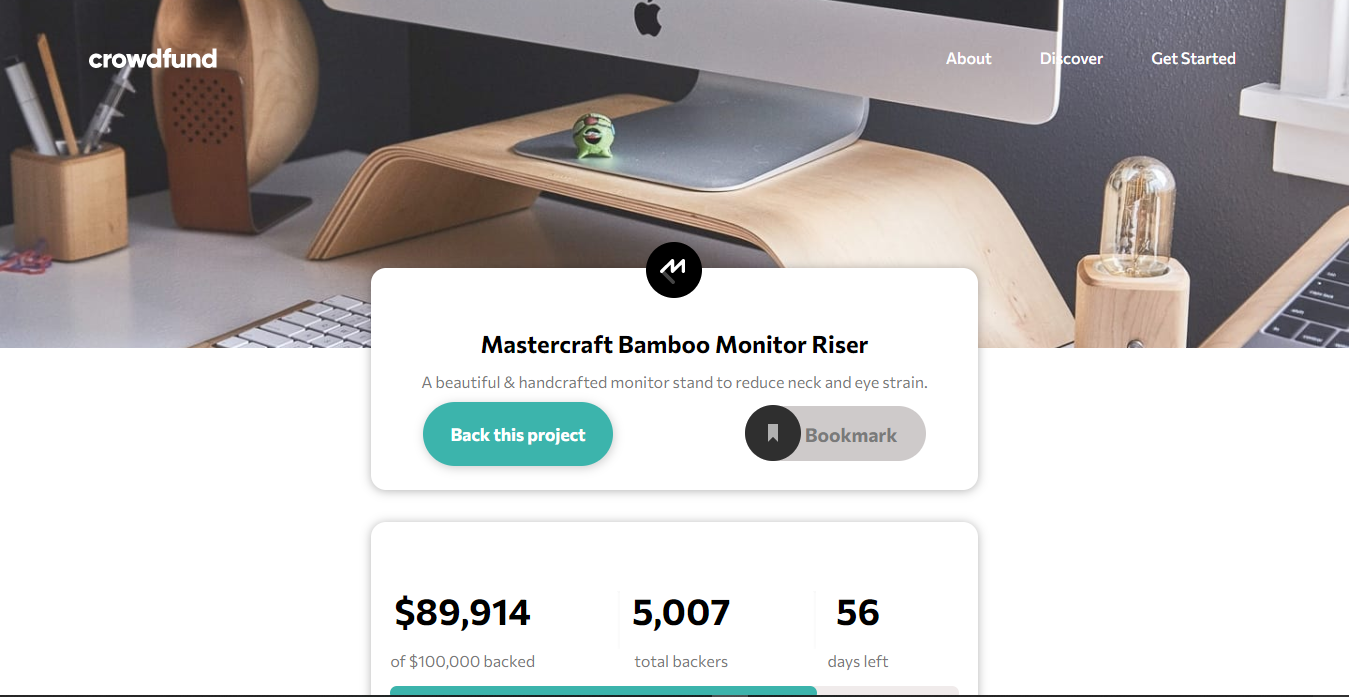 crowdfund
About
Discover
Get Started
Mastercraft Bamboo Monitor Riser
A beautiful & handcrafted monitor stand to reduce neck and eye strain.
Back this project
Bookmark
$89,914
5,007
56
of $100,000 backed
total backers
days left